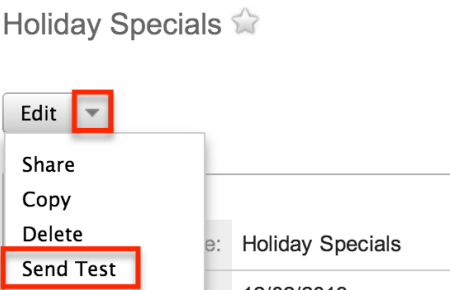 Holiday Specials
Edit
Share
Copy
Delete
e: Holiday Specials
Send Test